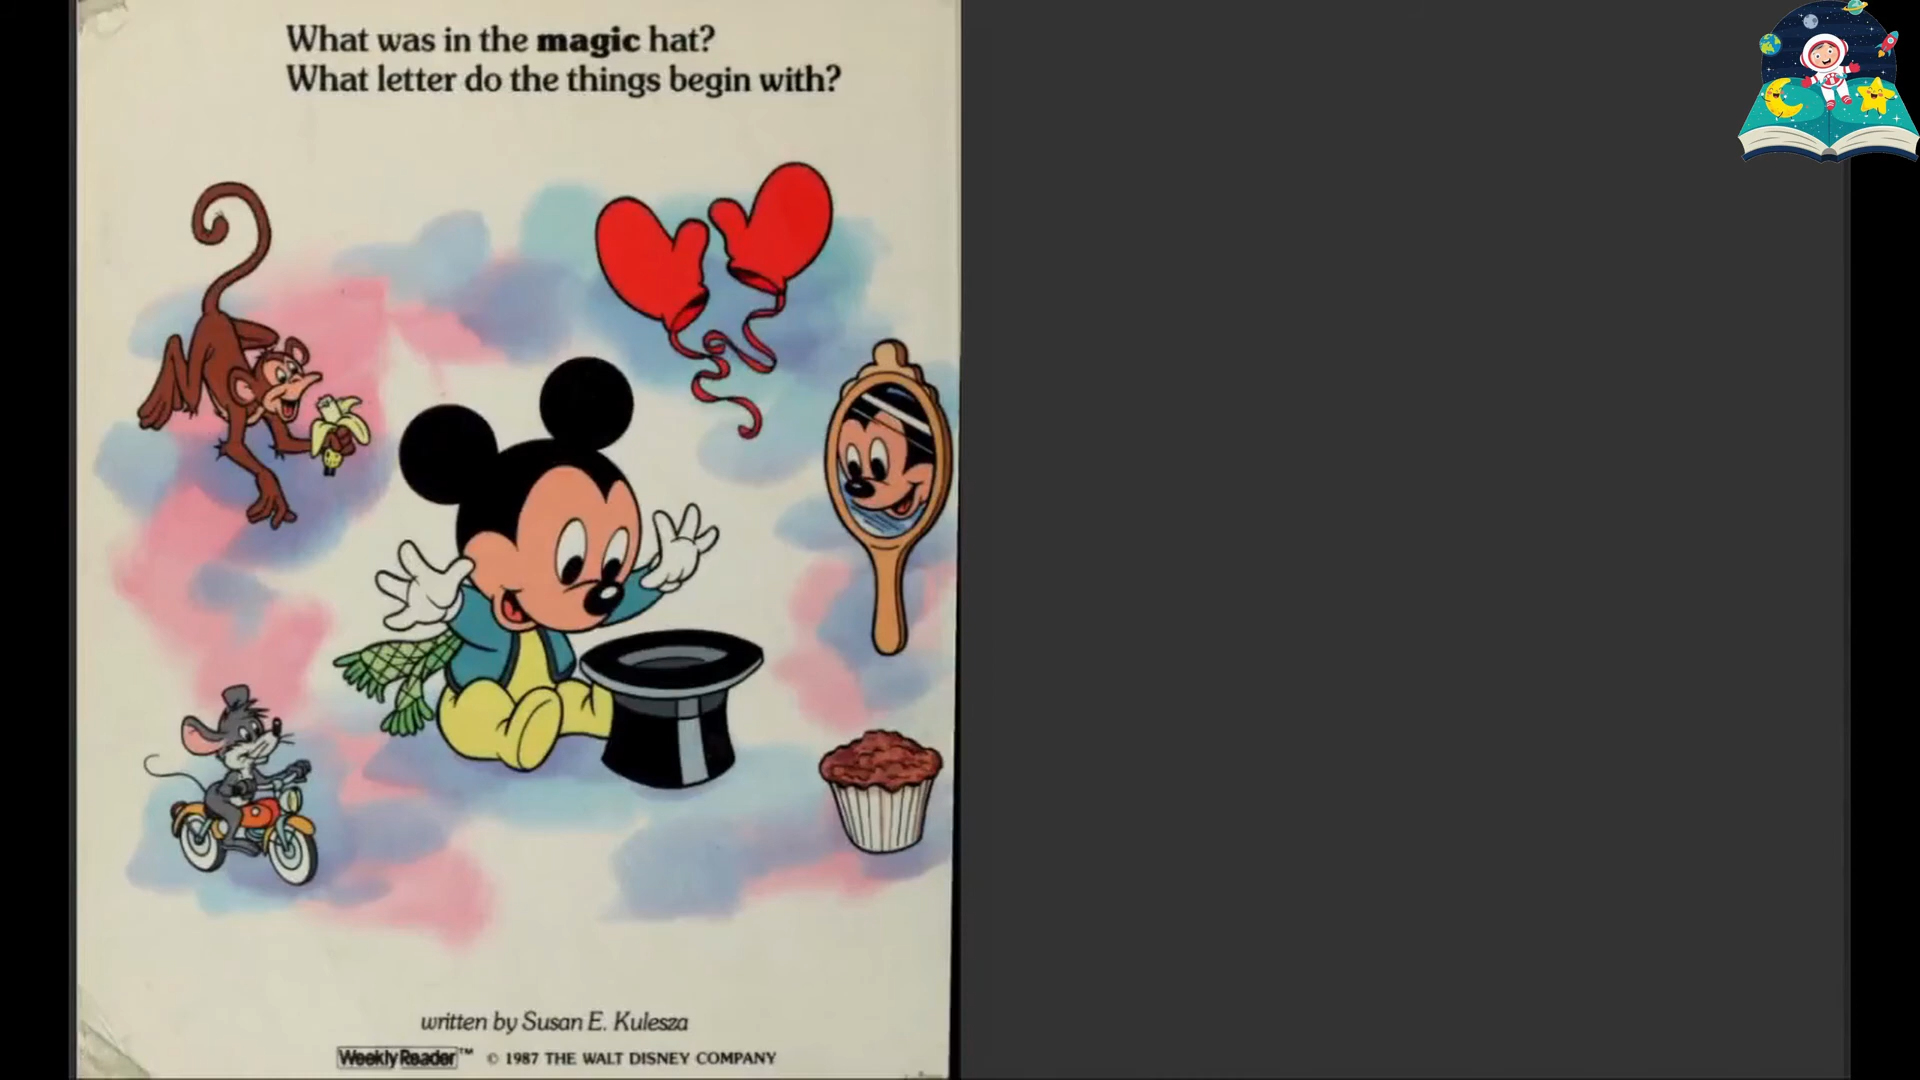 What was in the magic hat?
What letter do the things begin with?
written by Susan E. Kulesza
Weekly Reader™ © 1987 THE WALT DISNEY COMPANY